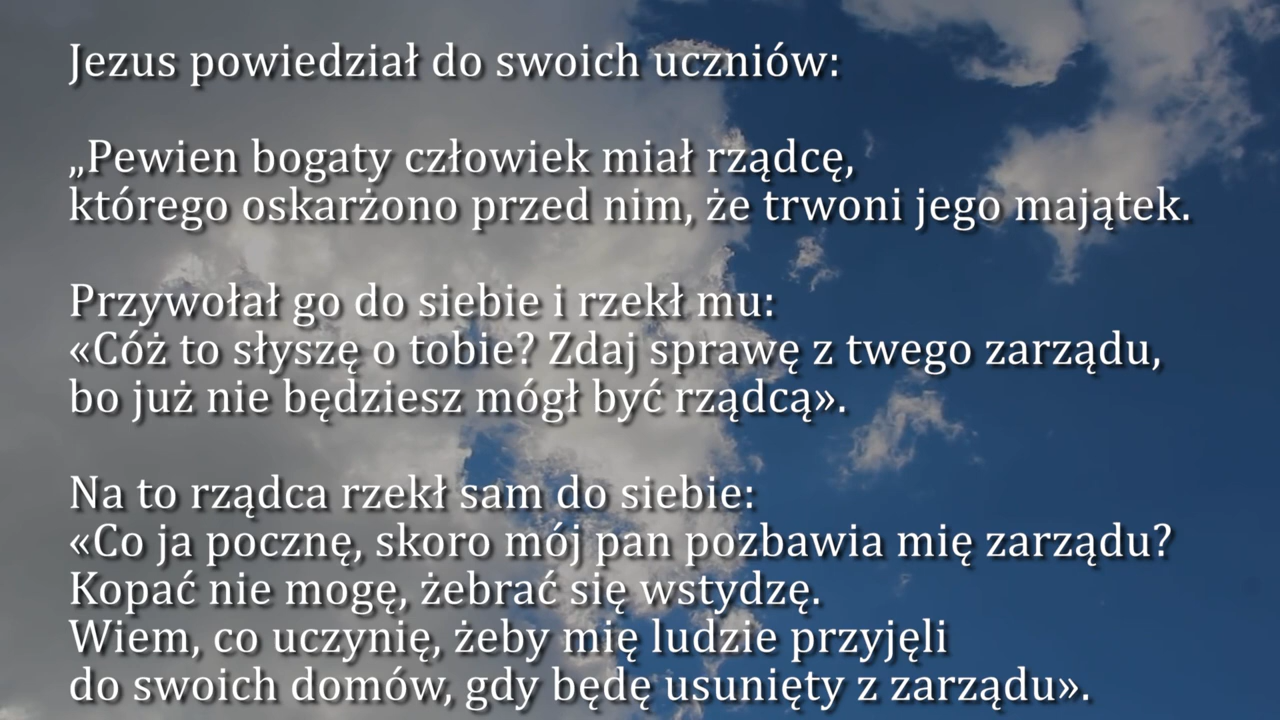 Jezus powiedział do swoich uczniów:
„Pewien bogaty człowiek miał rządcę,
którego oskarżono przed nim, że trwoni jego majątek.
Przywołał go do siebie i rzekł mu:
«Cóż to słyszę o tobie? Zdaj sprawę z twego zarządu,
bo już nie będziesz mógł być rządcą».
Na to rządca rzekł sam do siebie:
«Co ja pocznę, skoro mój pan pozbawia mię zarządu?
Kopać nie mogę, żebrać się wstydzę.
Wiem, co uczynię, żeby mię ludzie przyjęli
do swoich domów, gdy będę usunięty z zarządu».